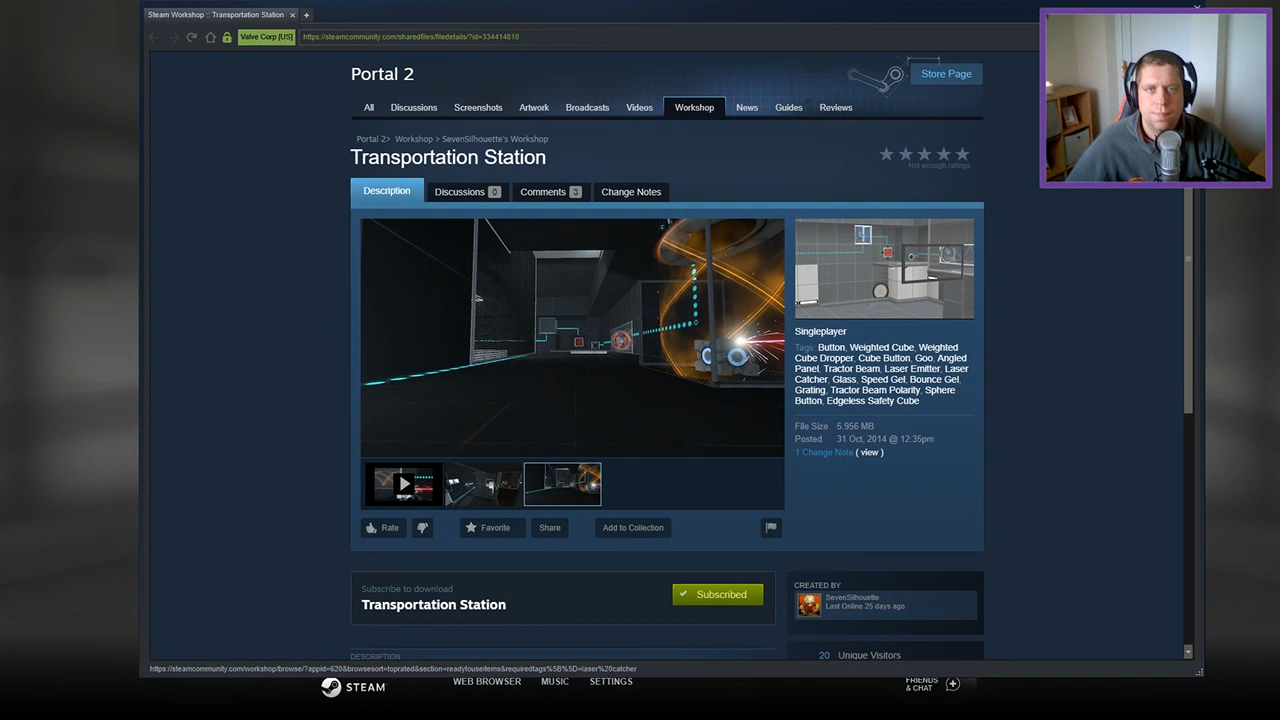 Steam Workshop :: Transportation Station × +
Valve Corp [US] https://steamcommunity.com/sharedfiles/filedetails/?id=334414810
Portal 2
Store Page
All Discussions Screenshots Artwork Broadcasts Videos Workshop News Guides Reviews
Portal 2> Workshop > SevenSilhouette's Workshop
Transportation Station
Not enough ratings
Description Discussions 0 Comments 3 Change Notes
Singleplayer
Tags: Button, Weighted Cube, Weighted
Cube Dropper, Cube Button, Goo, Angled
Panel, Tractor Beam, Laser Emitter, Laser
Catcher, Glass, Speed Gel, Bounce Gel,
Grating, Tractor Beam Polarity, Sphere
Button, Edgeless Safety Cube
File Size 5.956 MB
Posted 31 Oct, 2014 @ 12:35pm
1 Change Note ( view )
Rate Favorite Share Add to Collection
Subscribe to download
Transportation Station
Subscribed
CREATED BY
SevenSilhouette
Last Online 25 days ago
DESCRIPTION
20 Unique Visitors
https://steamcommunity.com/workshop/browse/?appid=620&browsesort=toprated&section=readytouseitems&requiredtags%5B%5D=laser%20catcher
STEAM WEB BROWSER MUSIC SETTINGS FRIENDS
& CHAT